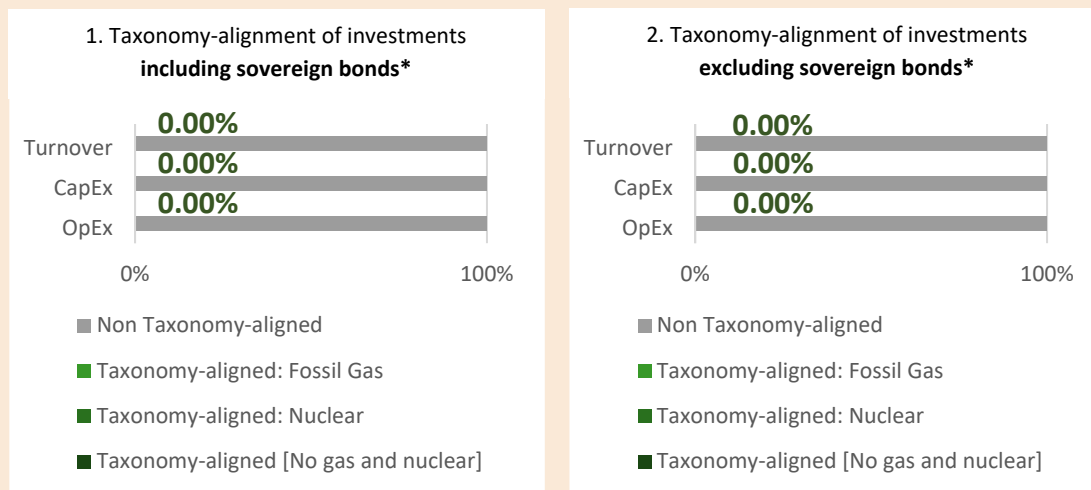 1. Taxonomy-alignment of investments
including sovereign bonds*
0.00%
Turnover
0.00%
CapEx
0.00%
OpEx
0% 100%
Non Taxonomy-aligned
Taxonomy-aligned: Fossil Gas
Taxonomy-aligned: Nuclear
Taxonomy-aligned [No gas and nuclear]
2. Taxonomy-alignment of investments
excluding sovereign bonds*
0.00%
Turnover
0.00%
CapEx
0.00%
OpEx
0% 100%
Non Taxonomy-aligned
Taxonomy-aligned: Fossil Gas
Taxonomy-aligned: Nuclear
Taxonomy-aligned [No gas and nuclear]